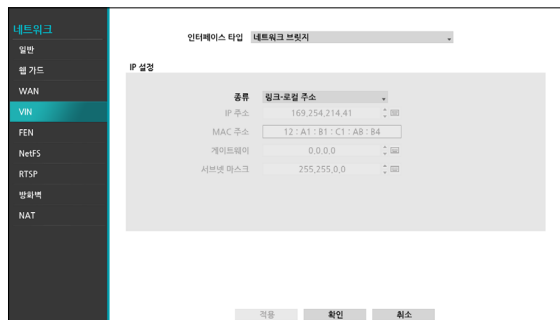 네트워크
일반
웹 가드
WAN
VIN
FEN
NetFS
RTSP
방화벽
NAT
인터페이스 타입 네트워크 브릿지
IP 설정
종류 링크-로컬 주소
IP 주소 169,254,214,41
MAC 주소 12 : A1 : B1 : C1 : AB : B4
게이트웨이 0,0,0,0
서브넷 마스크 255,255,0,0
적용 확인 취소